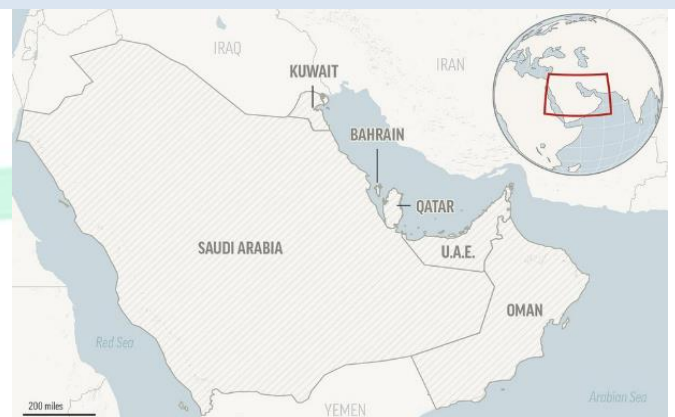 IRAQ
IRAN
KUWAIT
BAHRAIN
QATAR
SAUDI ARABIA
U.A.E.
OMAN
Red Sea
Arabian Sea
200 miles
YEMEN